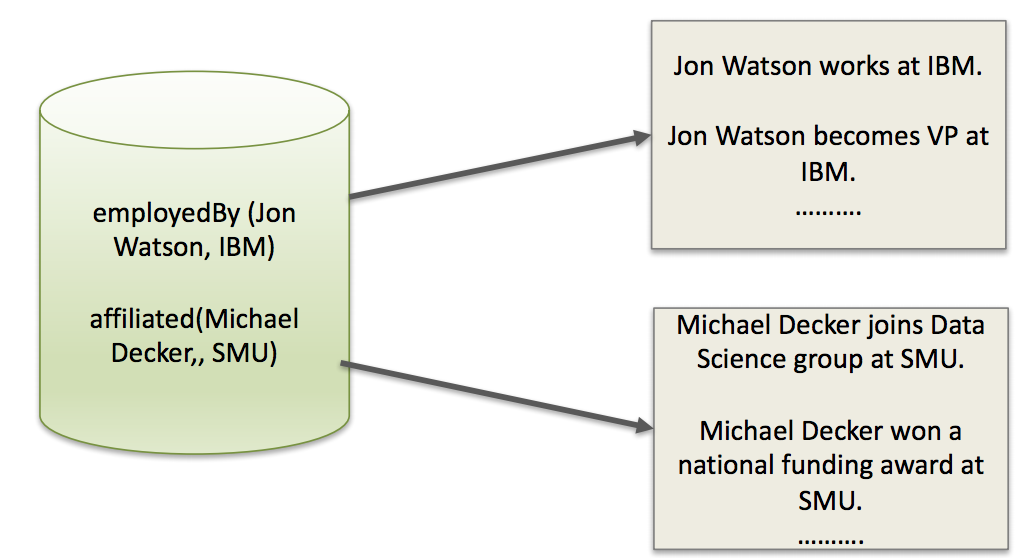 employedBy (Jon
Watson, IBM)
affiliated(Michael
Decker,, SMU)
Jon Watson works at IBM.
Jon Watson becomes VP at
IBM.
……….
Michael Decker joins Data
Science group at SMU.
Michael Decker won a
national funding award at
SMU.
……….